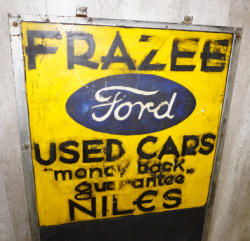 FRAZEE
Ford
USED CARS
"money back"
guarantee
NILES